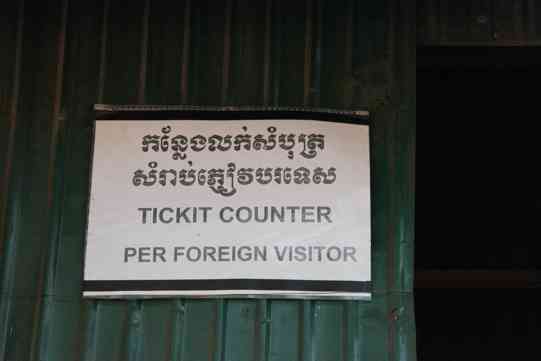 កន្លែងលក់សំបុត្រ
សំរាប់ភ្ញៀវបរទេស
TICKIT COUNTER
PER FOREIGN VISITOR